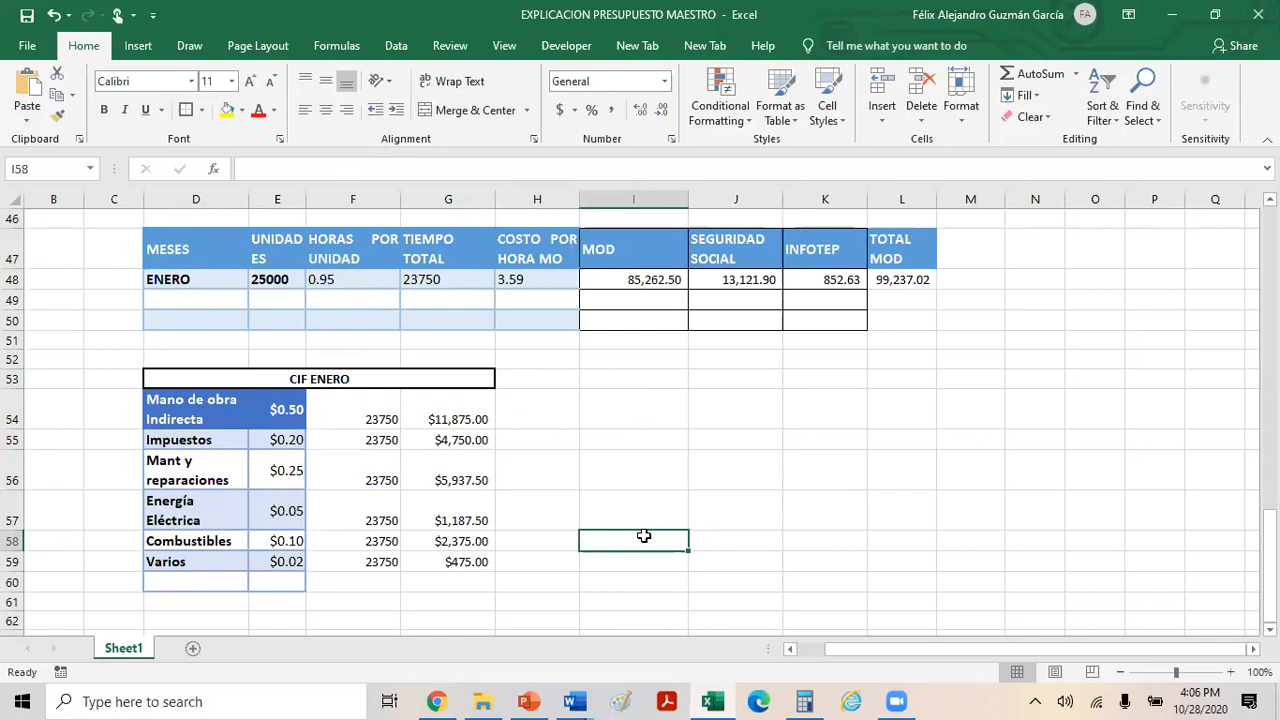 EXPLICACION PRESUPUESTO MAESTRO - Excel
Félix Alejandro Guzmán García FA
File Home Insert Draw Page Layout Formulas Data Review View Developer New Tab New Tab Help Tell me what you want to do Share
Calibri 11 Wrap Text General AutoSum
Fill
Clear
Paste B I U A Merge & Center $ % Conditional Formatting Format as Table Cell Styles Insert Delete Format Sort & Filter Find & Select Sensitivity
Clipboard Font Alignment Number Styles Cells Editing Sensitivity
I58 fx
B C D E F G H I J K L M N O P Q
46
47 MESES UNIDADES HORAS POR UNIDAD TIEMPO TOTAL COSTO POR HORA MO MOD SEGURIDAD SOCIAL INFOTEP TOTAL MOD
48 ENERO 25000 0.95 23750 3.59 85,262.50 13,121.90 852.63 99,237.02
49
50
51
52
53 CIF ENERO
54 Mano de obra Indirecta $0.50 23750 $11,875.00
55 Impuestos $0.20 23750 $4,750.00
56 Mant y reparaciones $0.25 23750 $5,937.50
57 Energía Eléctrica $0.05 23750 $1,187.50
58 Combustibles $0.10 23750 $2,375.00
59 Varios $0.02 23750 $475.00
60
61
62
Sheet1
Ready 100%
Type here to search
4:06 PM
10/28/2020